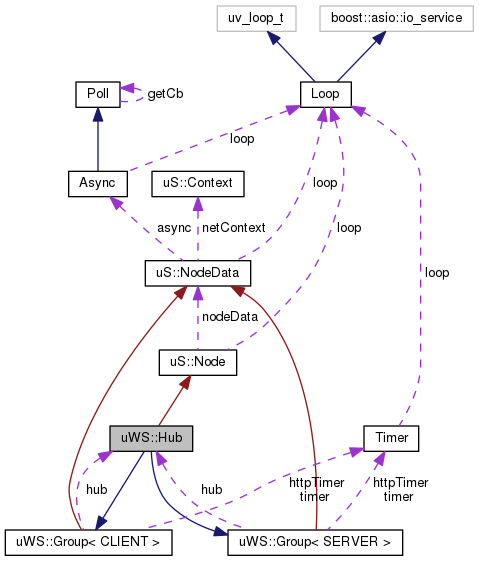 uv_loop_t
boost::asio::io_service
Poll
getCb
Loop
loop
Async
uS::Context
loop
async
netContext
loop
uS::NodeData
loop
nodeData
uS::Node
uWS::Hub
Timer
hub
hub
httpTimer
timer
httpTimer
timer
uWS::Group< CLIENT >
uWS::Group< SERVER >